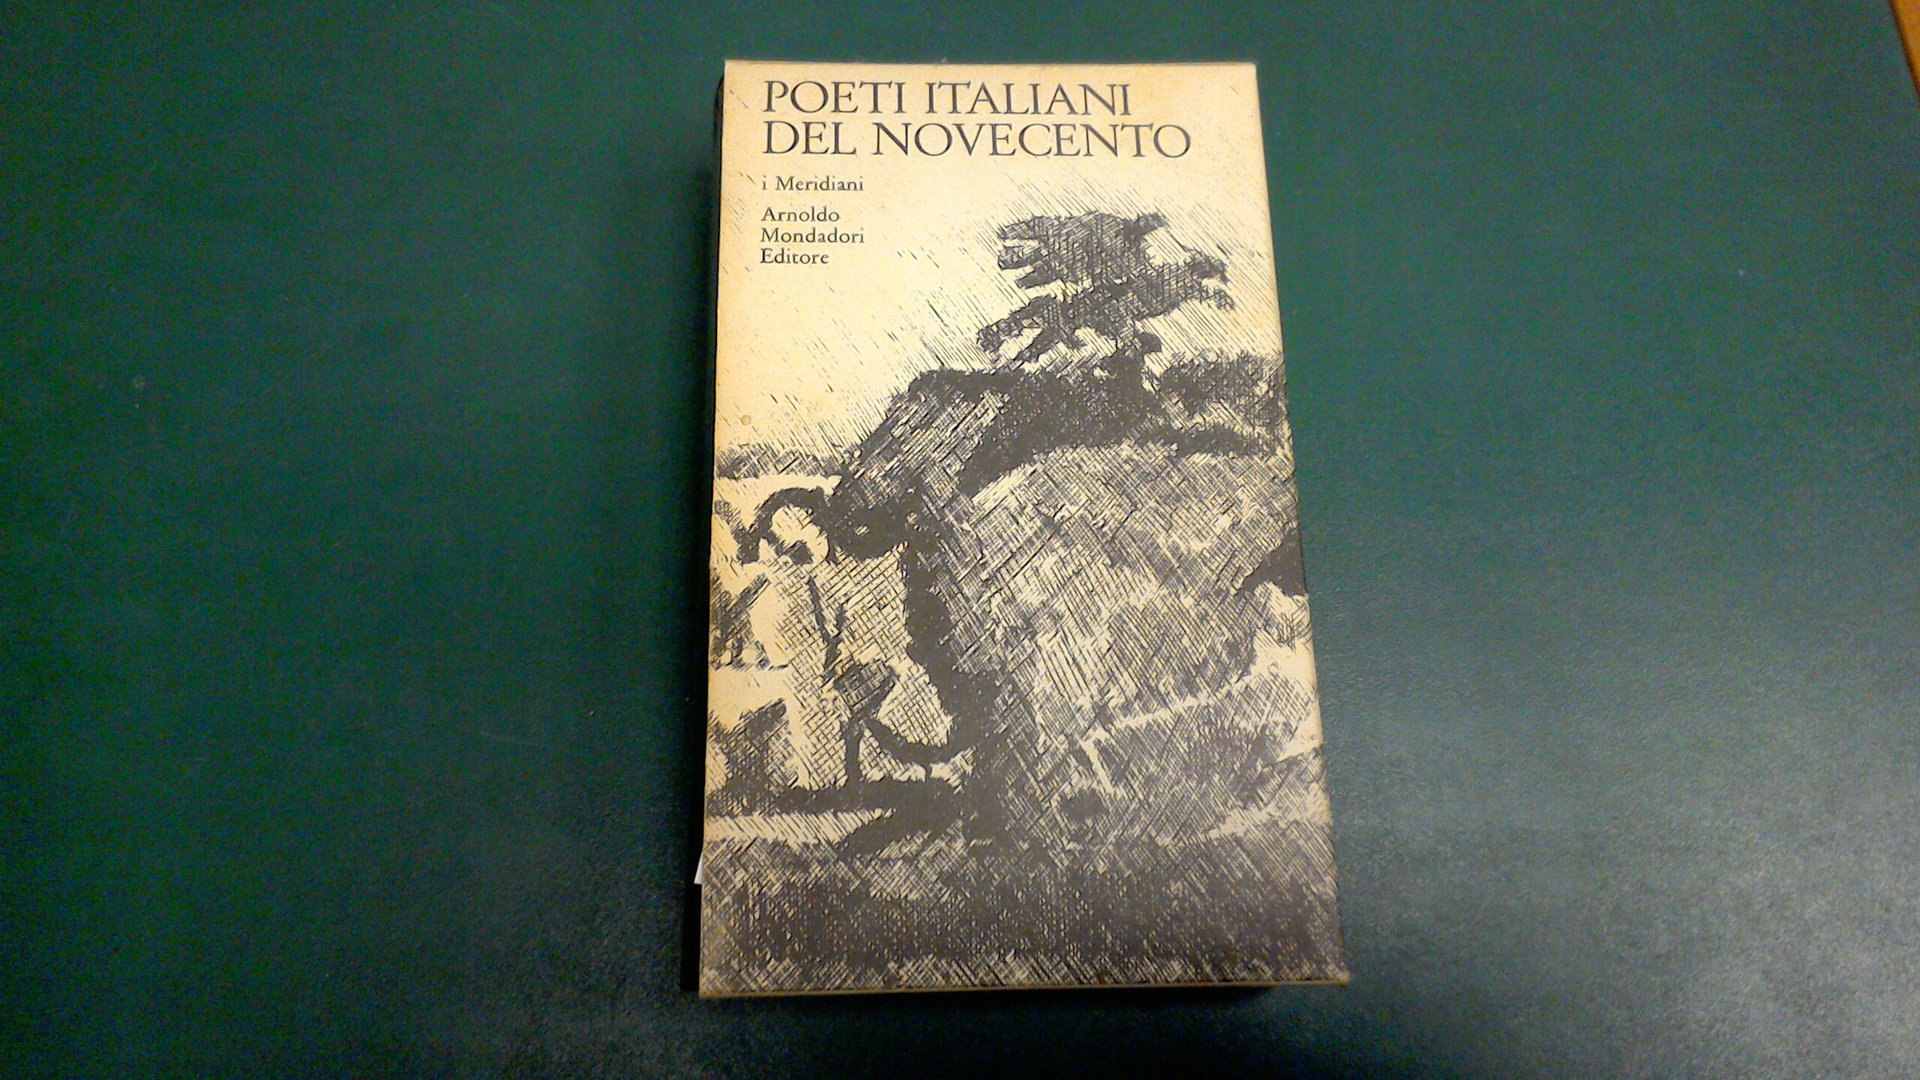 POETI ITALIANI
DEL NOVECENTO
i Meridiani
Arnoldo
Mondadori
Editore